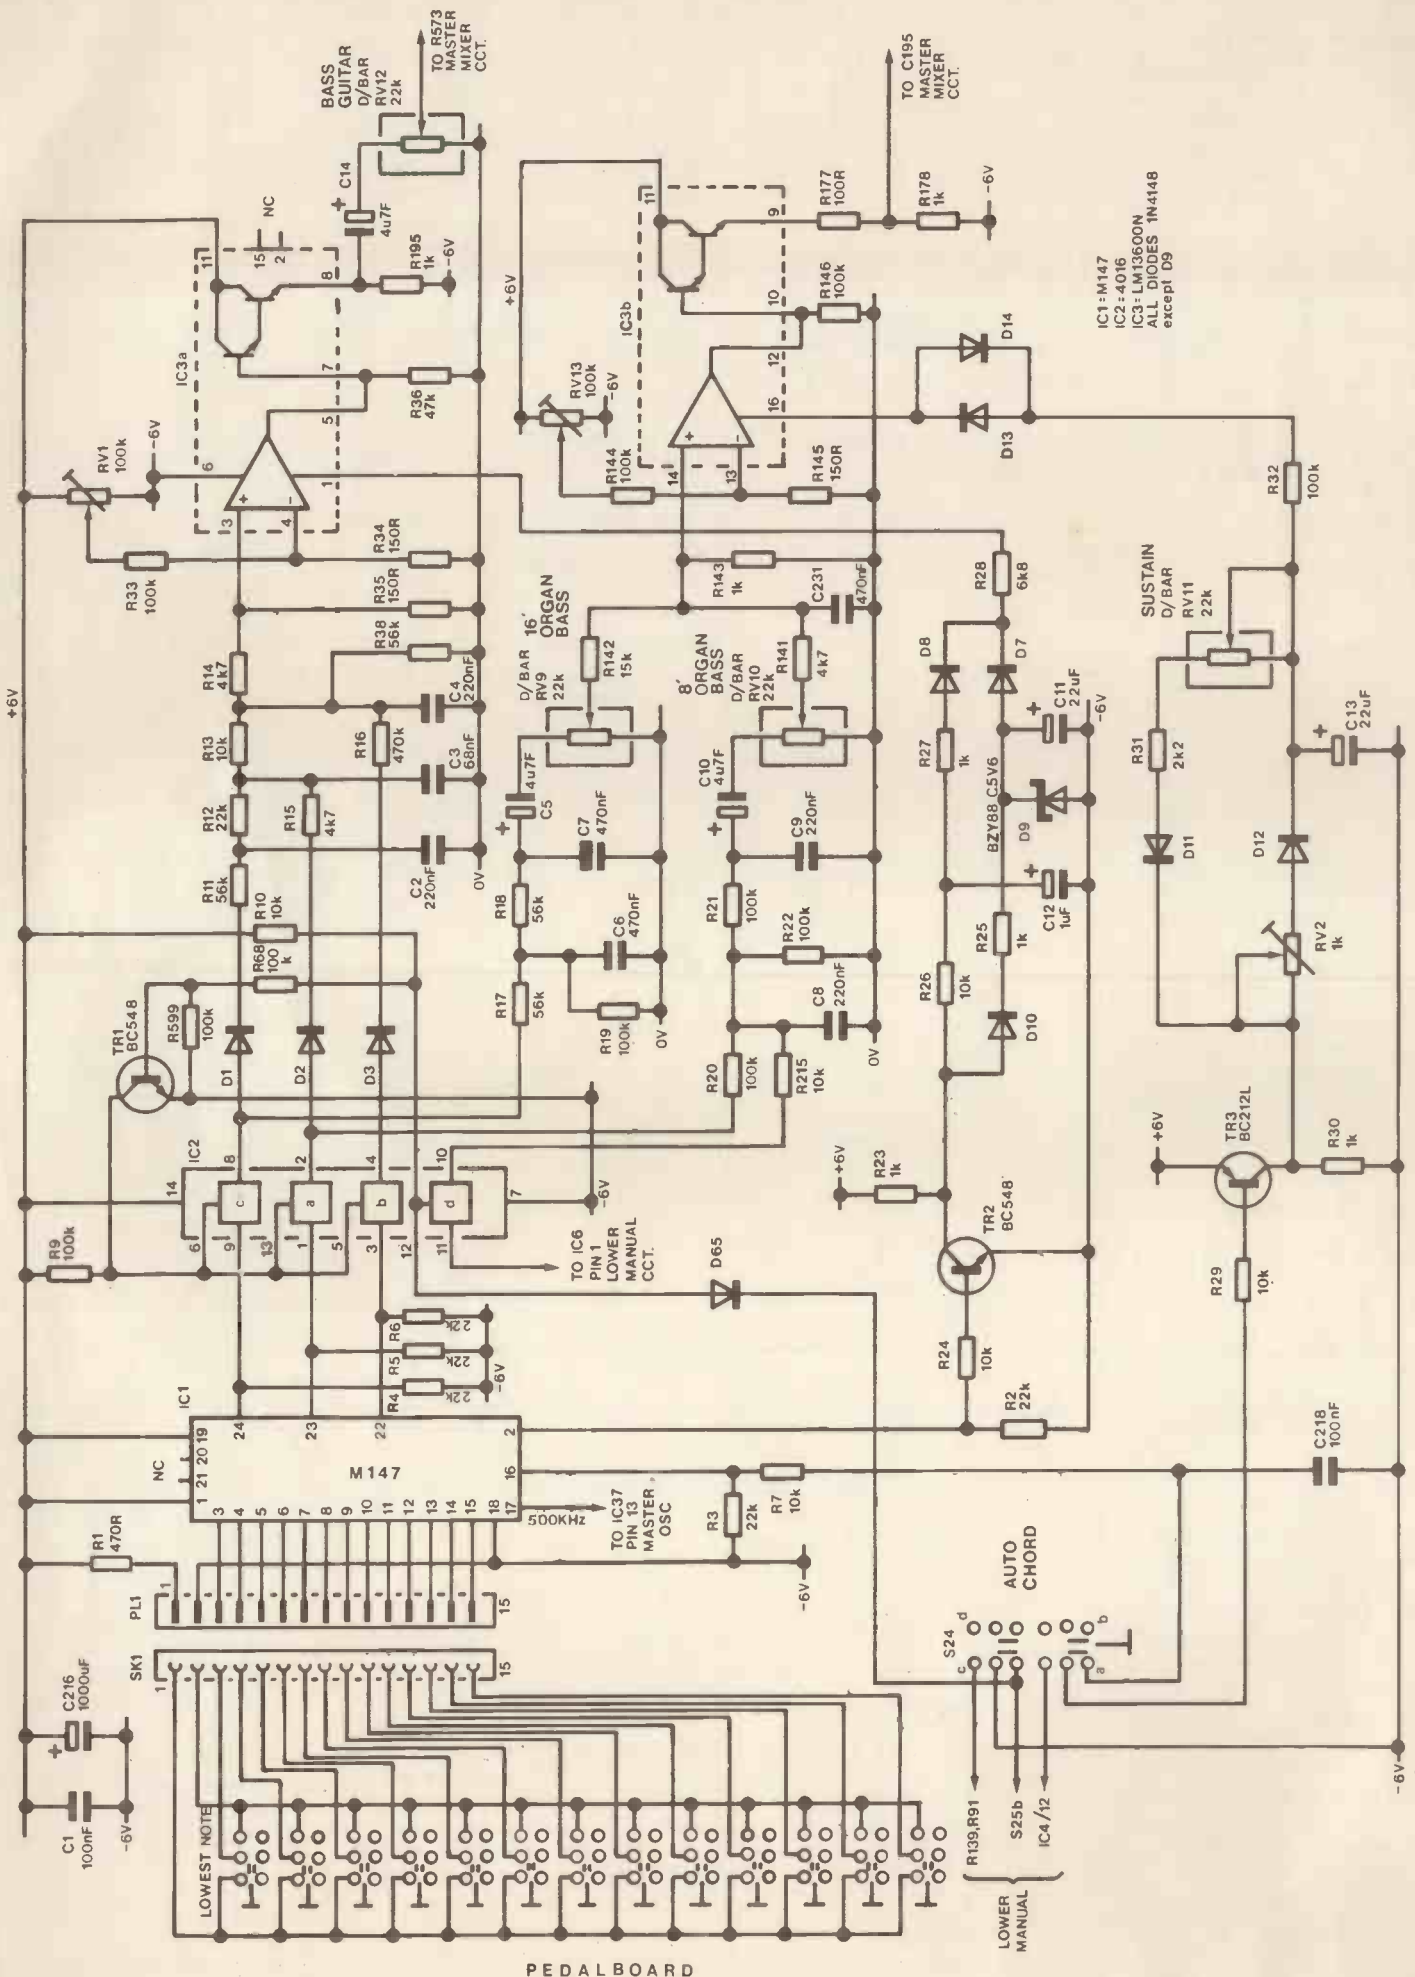 +6V
C1
100nF
C216
1000uF
+
-6V
R1
470R
PL1
1
15
SK1
1
15
LOWEST NOTE
PEDALBOARD
NC
1
21
20
19
IC1
M147
3
4
5
6
7
8
9
10
11
12
13
14
15
18
17
16
2
24
23
22
500KHz
TO IC37
PIN 13
MASTER
OSC
R4
22k
R5
22k
R6
22k
-6V
R3
22k
R7
10k
-6V
R9
100k
14
IC2
6
9
13
1
5
3
12
11
c
a
b
d
8
2
4
10
7
-6V
TO IC6
PIN 1
LOWER
MANUAL
CCT.
TR1
BC548
R599
100k
R68
100
k
R10
10k
D1
D2
D3
R11
56k
R12
22k
R13
10k
R14
4k7
R15
4k7
R16
470k
C2
220nF
C3
68nF
C4
220nF
R38
56k
R35
150R
R34
150R
0V
R33
100k
RV1
100k
-6V
IC3a
3
4
6
1
5
7
8
11
15
2
NC
+
-
R36
47k
R195
1k
-6V
C14
4u7F
+
BASS
GUITAR
D/BAR
RV12
22k
TO R573
MASTER
MIXER
CCT.
R17
56k
R18
56k
R19
100k
C6
470nF
C7
470nF
C5
4u7F
+
0V
16'
ORGAN
BASS
D/BAR
RV9
22k
R142
15k
R20
100k
R215
10k
C8
220nF
R22
100k
R21
100k
C9
220nF
C10
4u7F
+
0V
8'
ORGAN
BASS
D/BAR
RV10
22k
R141
4k7
R143
1k
C231
470nF
+6V
RV13
100k
-6V
R144
100k
R145
150R
IC3b
14
13
16
12
10
9
11
+
-
R146
100k
R177
100R
R178
1k
-6V
TO C195
MASTER
MIXER
CCT.
D13
D14
IC1=M147
IC2=4016
IC3=LM13600N
ALL DIODES 1N4148
except D9
D65
+6V
R23
1k
TR2
BC548
R24
10k
R2
22k
R26
10k
R27
1k
D8
D10
R25
1k
C12
1uF
+
D9
BZY88 C5V6
D7
C11
22uF
+
-6V
R28
6k8
+6V
TR3
BC212L
R29
10k
R30
1k
RV2
1k
D12
D11
R31
2k2
C13
22uF
+
SUSTAIN
D/BAR
RV11
22k
R32
100k
C218
100nF
-6V
AUTO
CHORD
S24
c
d
a
b
R139,R91
S25b
IC4/12
LOWER
MANUAL